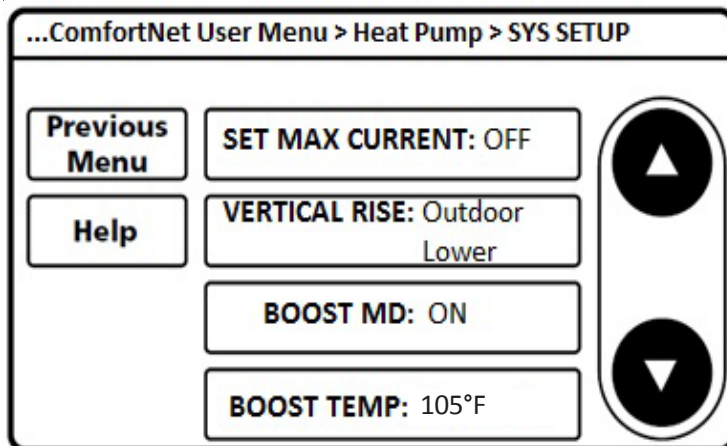 ...ComfortNet User Menu > Heat Pump > SYS SETUP
Previous
Menu
SET MAX CURRENT: OFF
Help
VERTICAL RISE: Outdoor
Lower
BOOST MD: ON
BOOST TEMP: 105°F